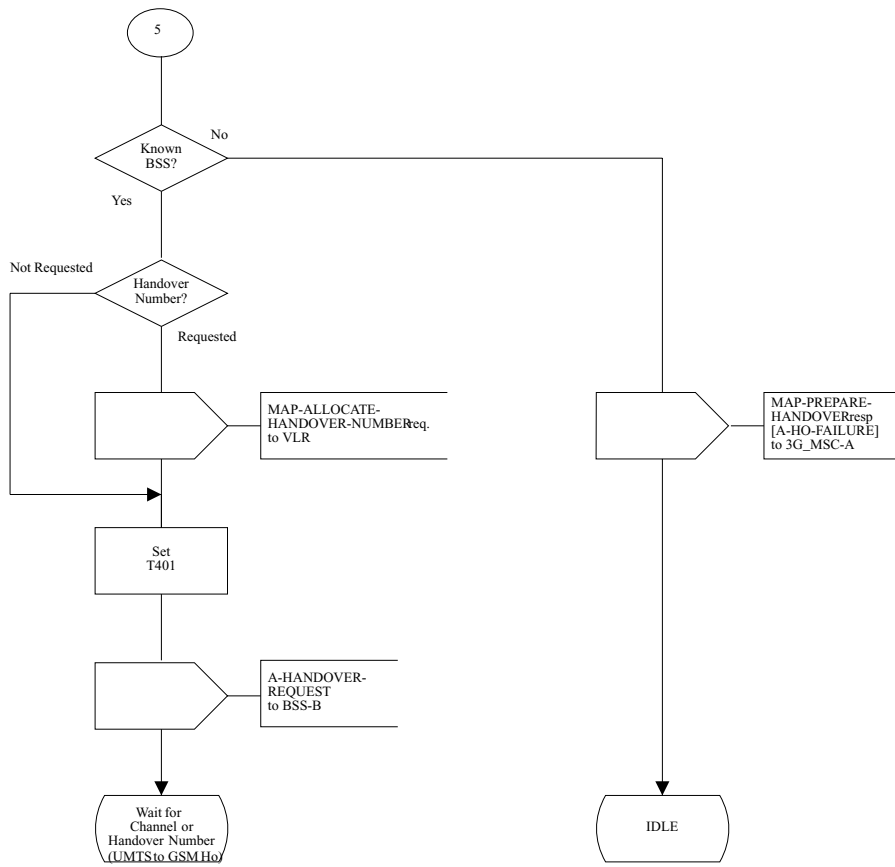 5
Known
BSS?
No
Yes
Not Requested
Handover
Number?
Requested
MAP-ALLOCATE-
HANDOVER-NUMBERreq.
to VLR
MAP-PREPARE-
HANDOVERresp
[A-HO-FAILURE]
to 3G_MSC-A
Set
T401
A-HANDOVER-
REQUEST
to BSS-B
Wait for
Channel or
Handover Number
(UMTS to GSM Ho)
IDLE